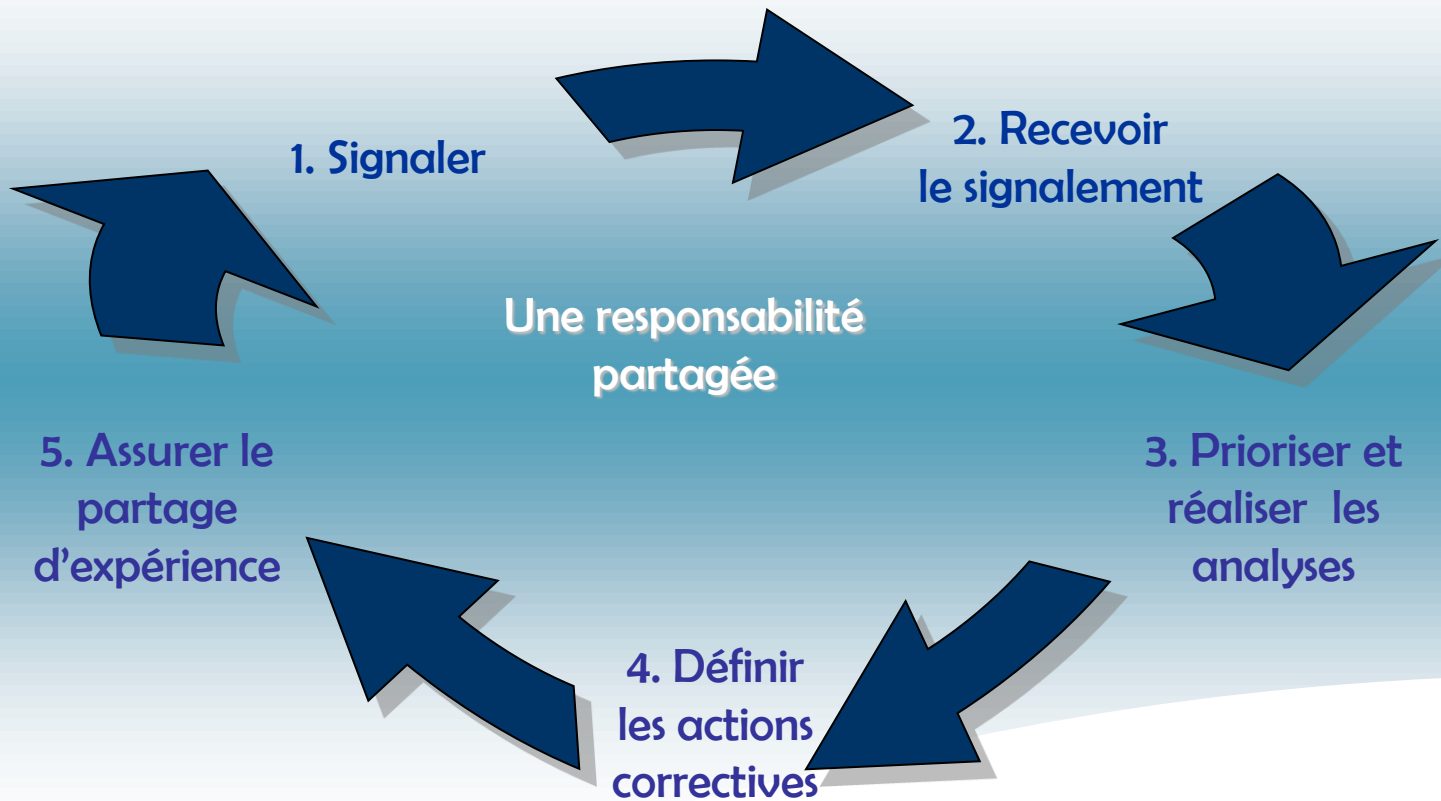 1. Signaler
2. Recevoir
le signalement
Une responsabilité
partagée
3. Prioriser et
réaliser les
analyses
4. Définir
les actions
correctives
5. Assurer le
partage
d’expérience